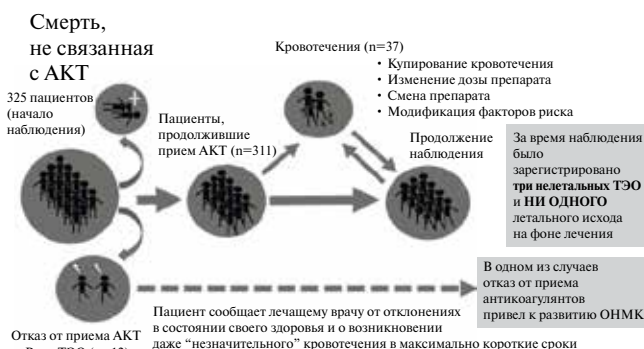 Смерть,
не связанная
с АКТ
325 пациентов
(начало
наблюдения)
Пациенты,
продолжившие
прием АКТ (n=311)
Кровотечения (n=37)
• Купирование кровотечения
• Изменение дозы препарата
• Смена препарата
• Модификация факторов риска
Продолжение
наблюдения
За время наблюдения
было
зарегистрировано
три нелетальных ТЭО
и НИ ОДНОГО
летального исхода
на фоне лечения
В одном из случаев
отказ от приема
антикоагулянтов
привел к развитию ОНМК
Пациент сообщает лечащему врачу от отклонениях
в состоянии своего здоровья и о возникновении
даже “незначительного” кровотечения в максимально короткие сроки
Отказ от приема АКТ